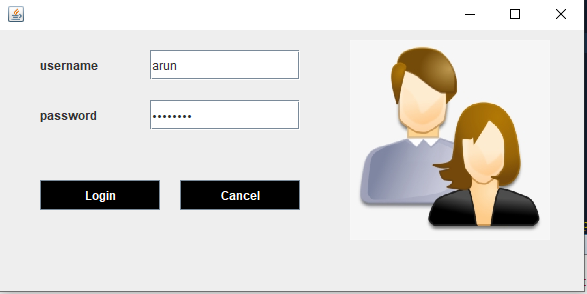 username arun
password ••••••••
Login Cancel